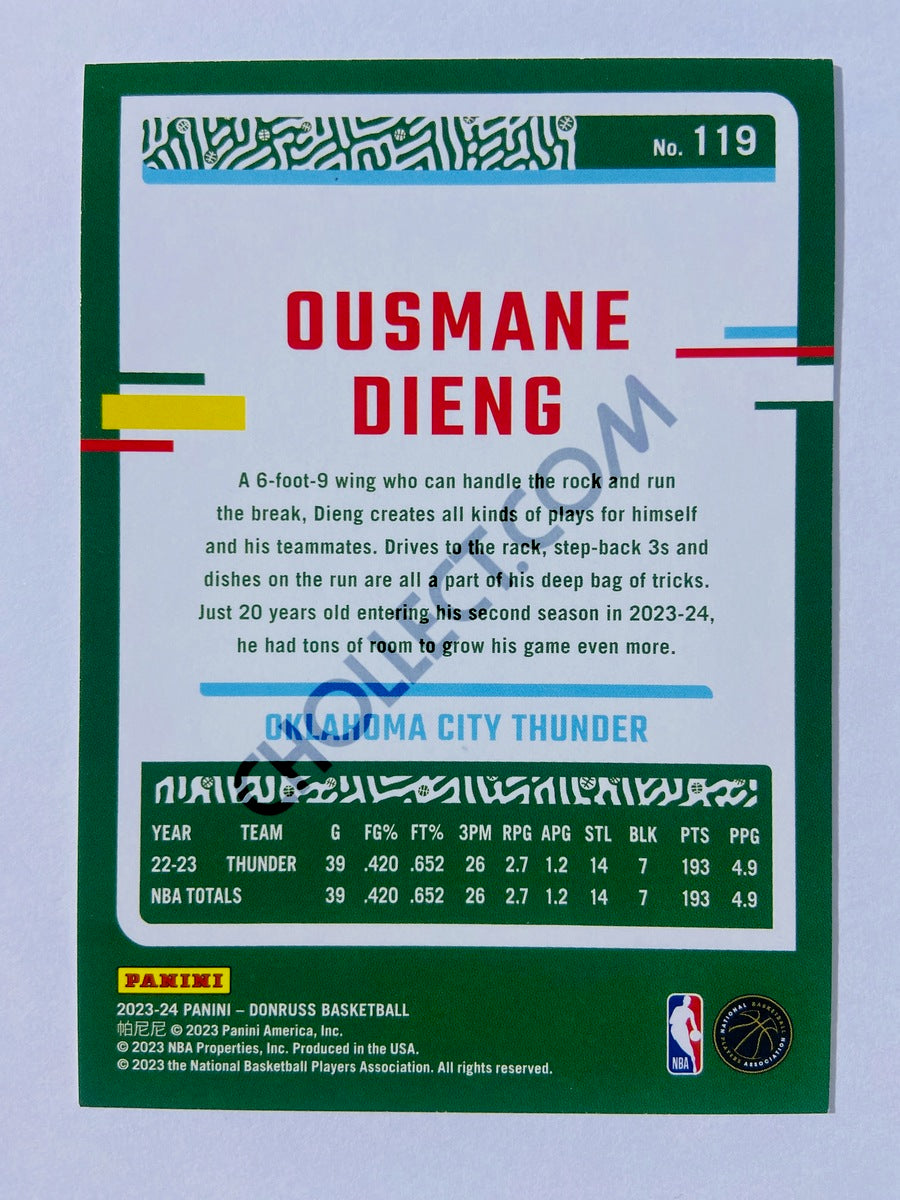 No. 119
OUSMANE
DIENG
A 6-foot-9 wing who can handle the rock and run
the break, Dieng creates all kinds of plays for himself
and his teammates. Drives to the rack, step-back 3s and
dishes on the run are all a part of his deep bag of tricks.
Just 20 years old entering his second season in 2023-24,
he had tons of room to grow his game even more.
CHOLLECT.COM
OKLAHOMA CITY THUNDER
YEAR TEAM G FG% FT% 3PM RPG APG STL BLK PTS PPG
22-23 THUNDER 39 .420 .652 26 2.7 1.2 14 7 193 4.9
NBA TOTALS 39 .420 .652 26 2.7 1.2 14 7 193 4.9
PANINI
2023-24 PANINI – DONRUSS BASKETBALL
帕尼尼 © 2023 Panini America, Inc.
© 2023 NBA Properties, Inc. Produced in the USA.
© 2023 the National Basketball Players Association. All rights reserved.
NBA
NATIONAL BASKETBALL PLAYERS ASSOCIATION